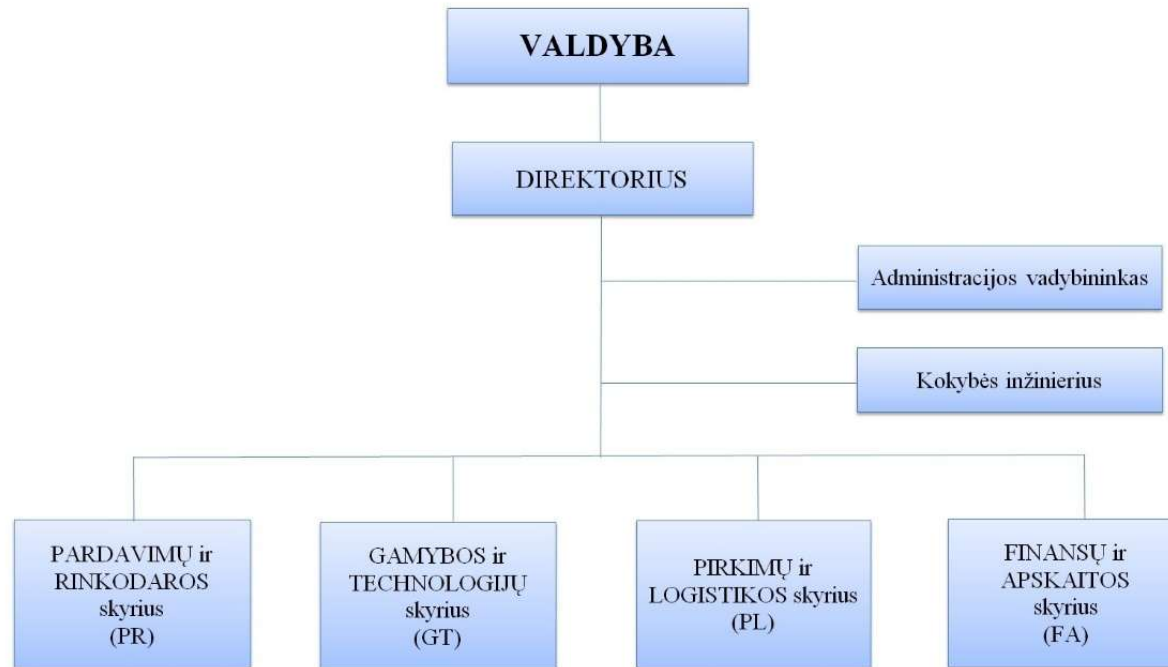 VALDYBA
DIREKTORIUS
Administracijos vadybininkas
Kokybės inžinierius
PARDAVIMŲ ir
RINKODAROS
skyrius
(PR)
GAMYBOS ir
TECHNOLOGIJŲ
skyrius
(GT)
PIRKIMŲ ir
LOGISTIKOS skyrius
(PL)
FINANSŲ ir
APSKAITOS
skyrius
(FA)